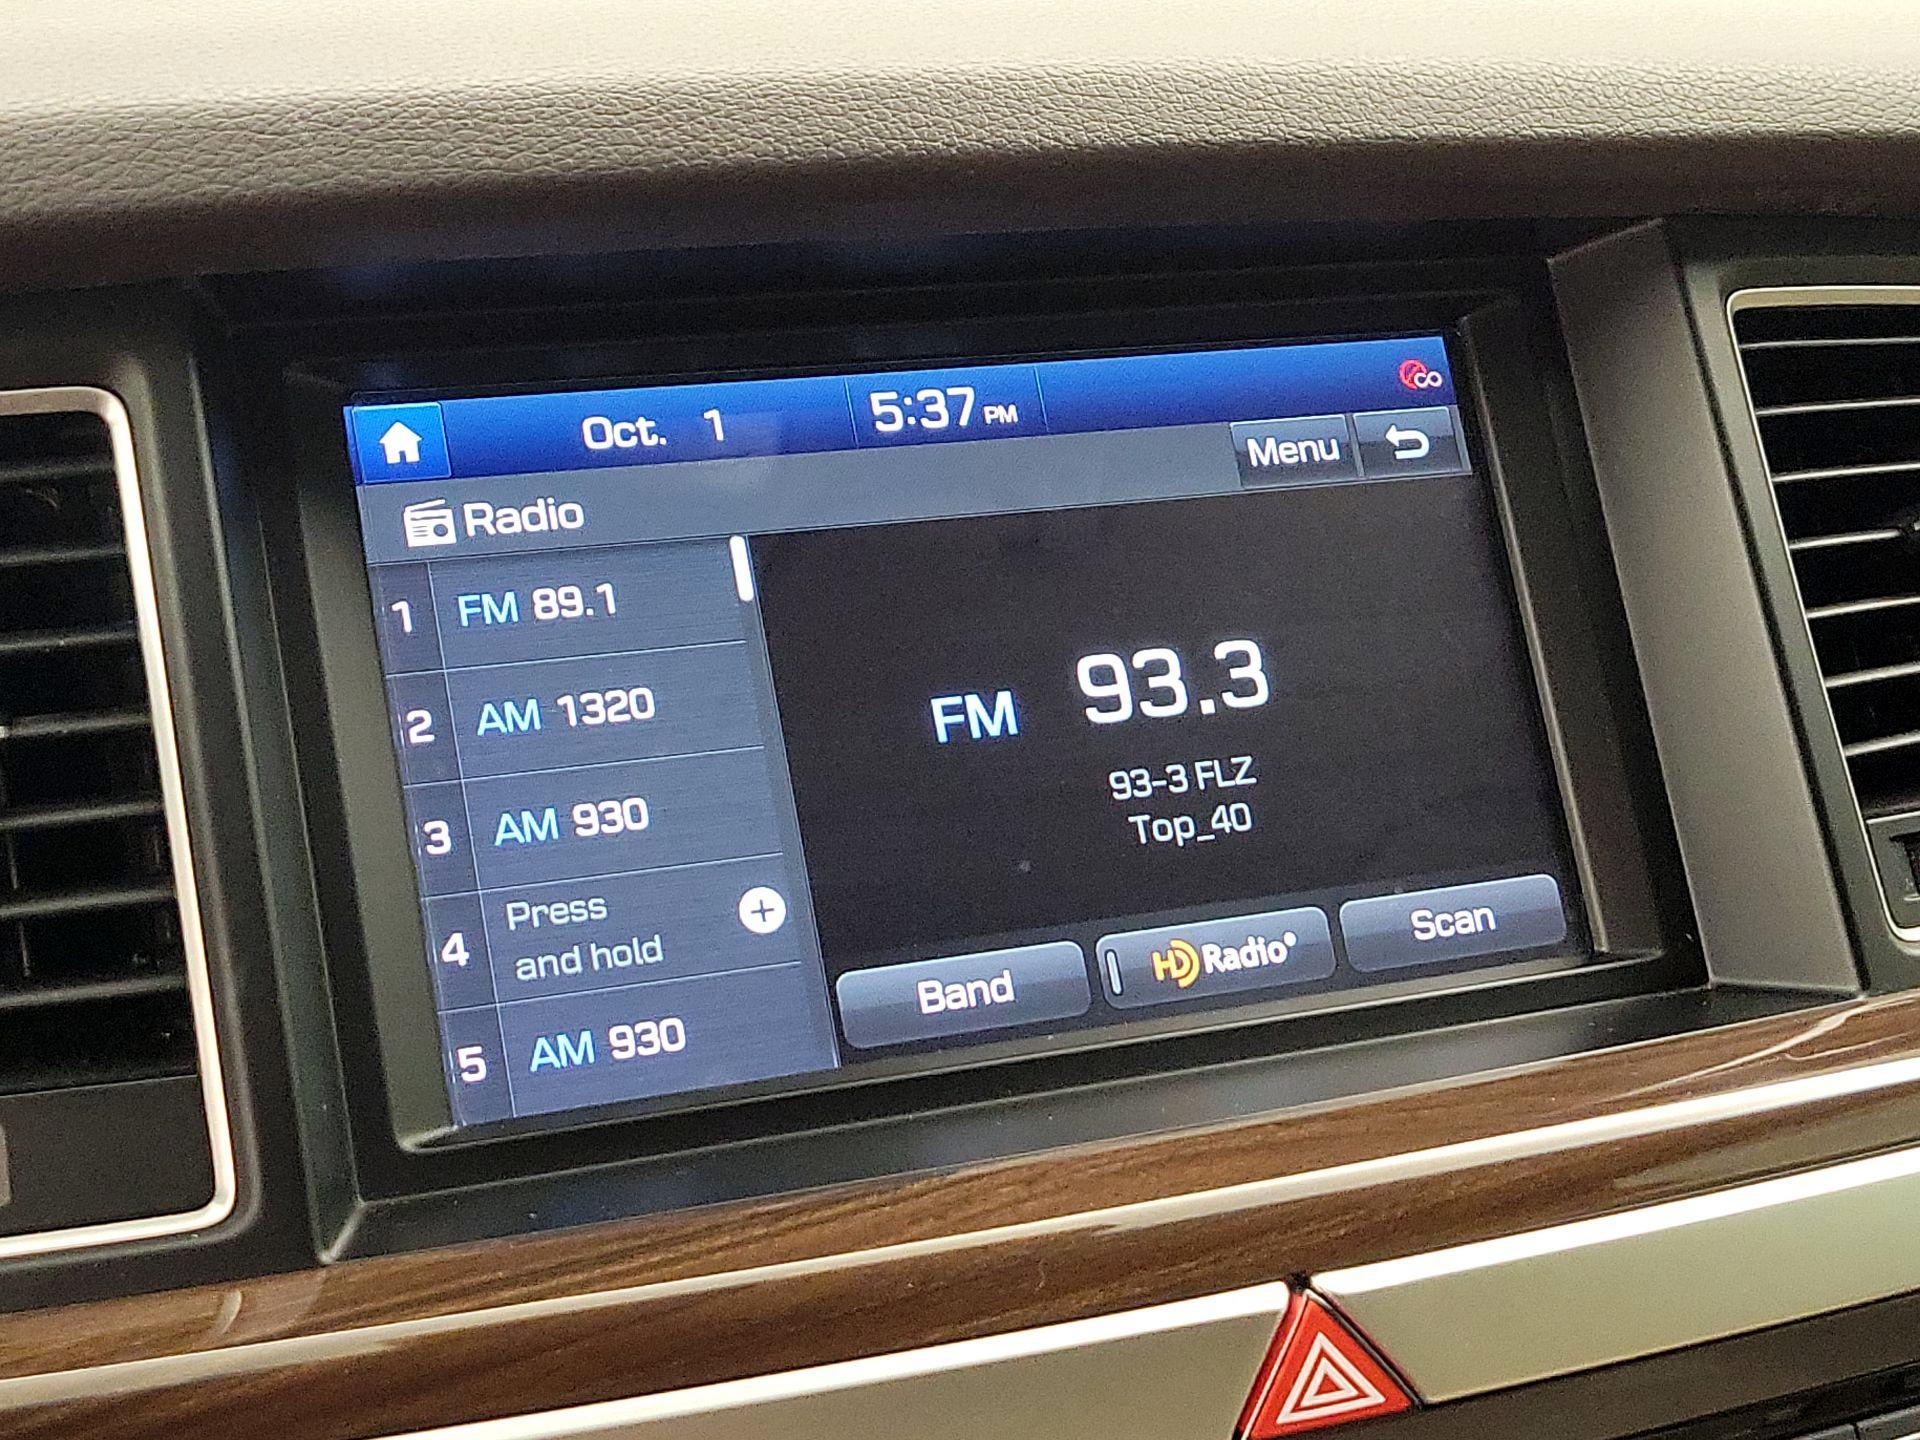 Oct. 1 5:37 PM
Menu
Radio
1 FM 89.1
2 AM 1320
3 AM 930
4 Press
and hold
5 AM 930
FM 93.3
93-3 FLZ
Top_40
Band HD Radio® Scan